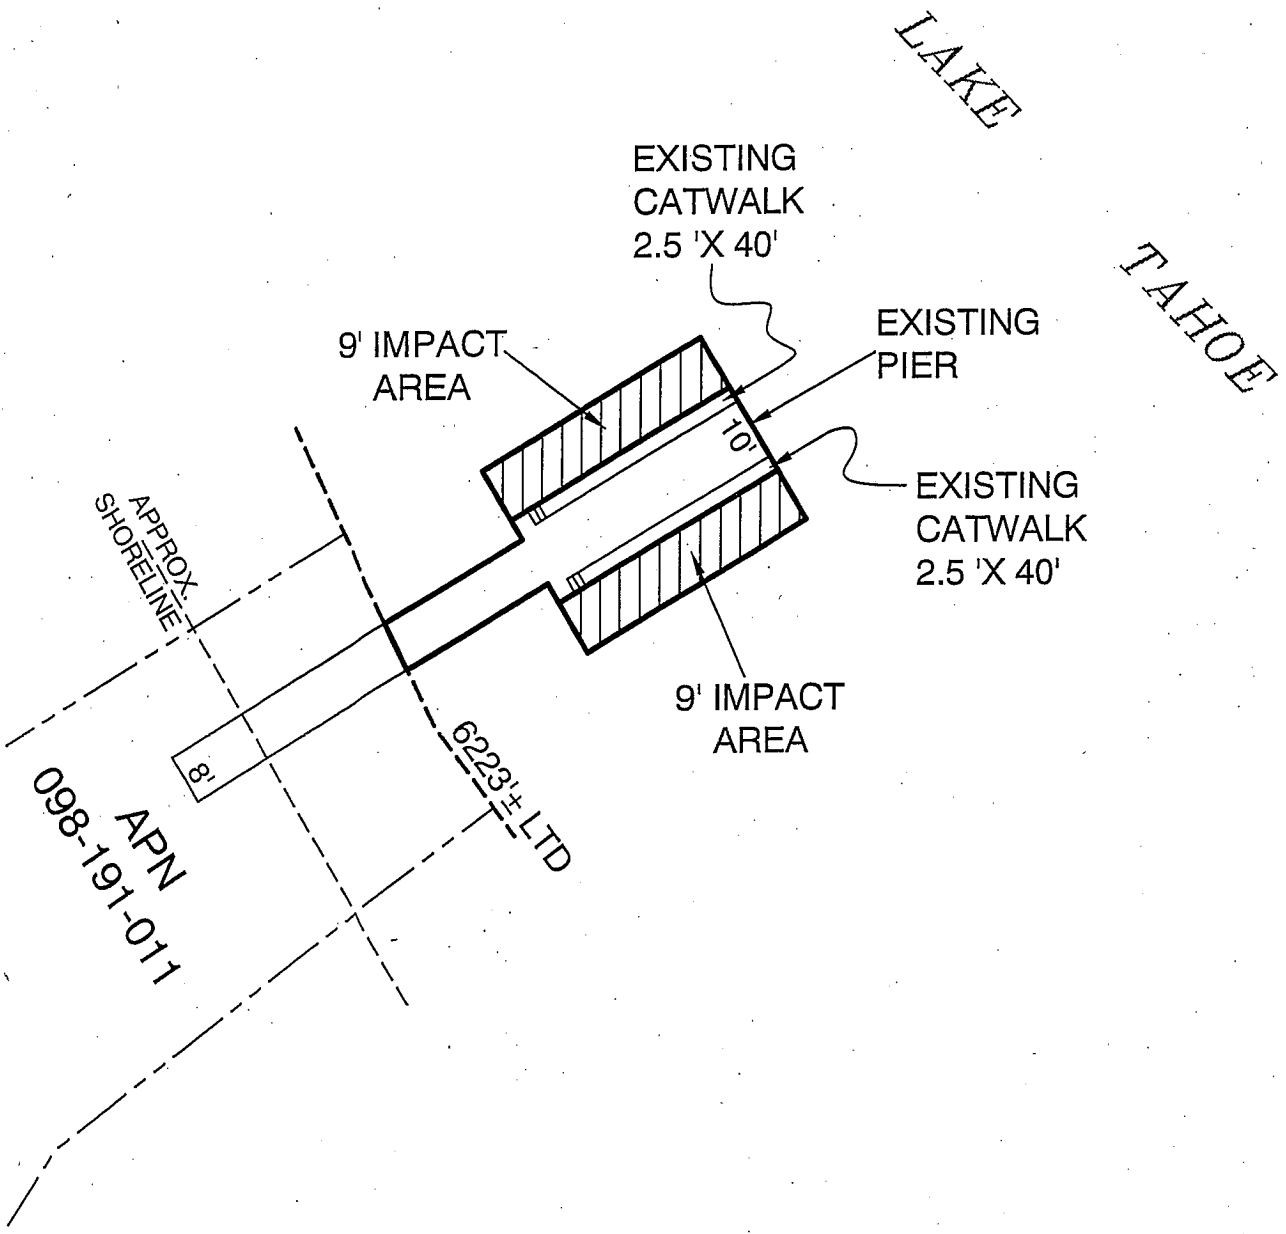 LAKE
TAHOE
EXISTING
CATWALK
2.5 'X 40'
9' IMPACT
AREA
EXISTING
PIER
10'
EXISTING
CATWALK
2.5 'X 40'
APPROX.
SHORELINE
9' IMPACT
AREA
8'
6223'± LTD
APN
098-191-011